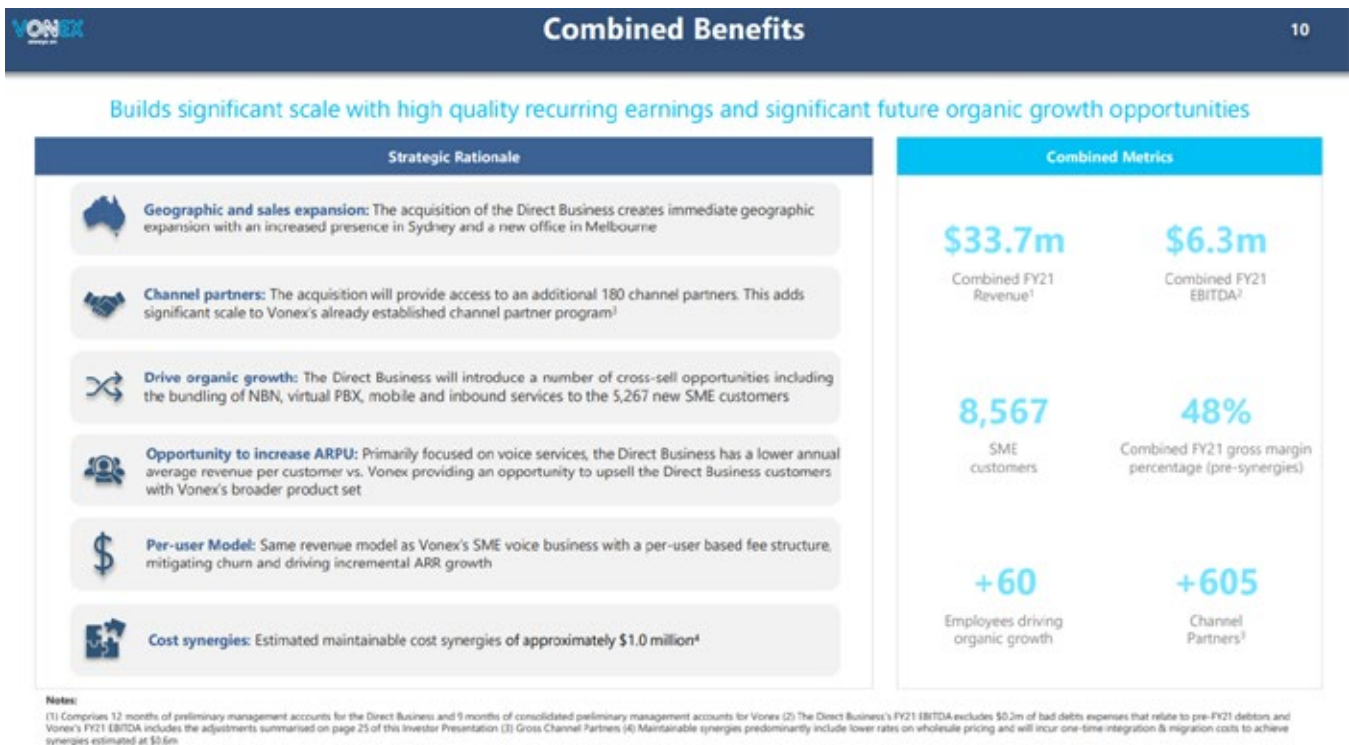 VONEX
Combined Benefits
10
Builds significant scale with high quality recurring earnings and significant future organic growth opportunities
Strategic Rationale
Geographic and sales expansion: The acquisition of the Direct Business creates immediate geographic
expansion with an increased presence in Sydney and a new office in Melbourne
Channel partners: The acquisition will provide access to an additional 180 channel partners. This adds
significant scale to Vonex's already established channel partner program³
Drive organic growth: The Direct Business will introduce a number of cross-sell opportunities including
the bundling of NBN, virtual PBX, mobile and inbound services to the 5,267 new SME customers
Opportunity to increase ARPU: Primarily focused on voice services, the Direct Business has a lower annual
average revenue per customer vs. Vonex providing an opportunity to upsell the Direct Business customers
with Vonex's broader product set
Per-user Model: Same revenue model as Vonex's SME voice business with a per-user based fee structure,
mitigating churn and driving incremental ARR growth
Cost synergies: Estimated maintainable cost synergies of approximately $1.0 million⁴
Combined Metrics
$33.7m
Combined FY21
Revenue¹
$6.3m
Combined FY21
EBITDA²
8,567
SME
customers
48%
Combined FY21 gross margin
percentage (pre-synergies)
+60
Employees driving
organic growth
+605
Channel
Partners³
Notes:
(1) Comprises 12 months of preliminary management accounts for the Direct Business and 9 months of consolidated preliminary management accounts for Vonex (2) The Direct Business's FY21 EBITDA excludes $0.2m of bad debts expenses that relate to pre-FY21 debtors and
Vonex's FY21 EBITDA includes the adjustments summarised on page 25 of this Investor Presentation (3) Gross Channel Partners (4) Maintainable synergies predominantly include lower rates on wholesale pricing and will incur one-time integration & migration costs to achieve
synergies estimated at $0.6m